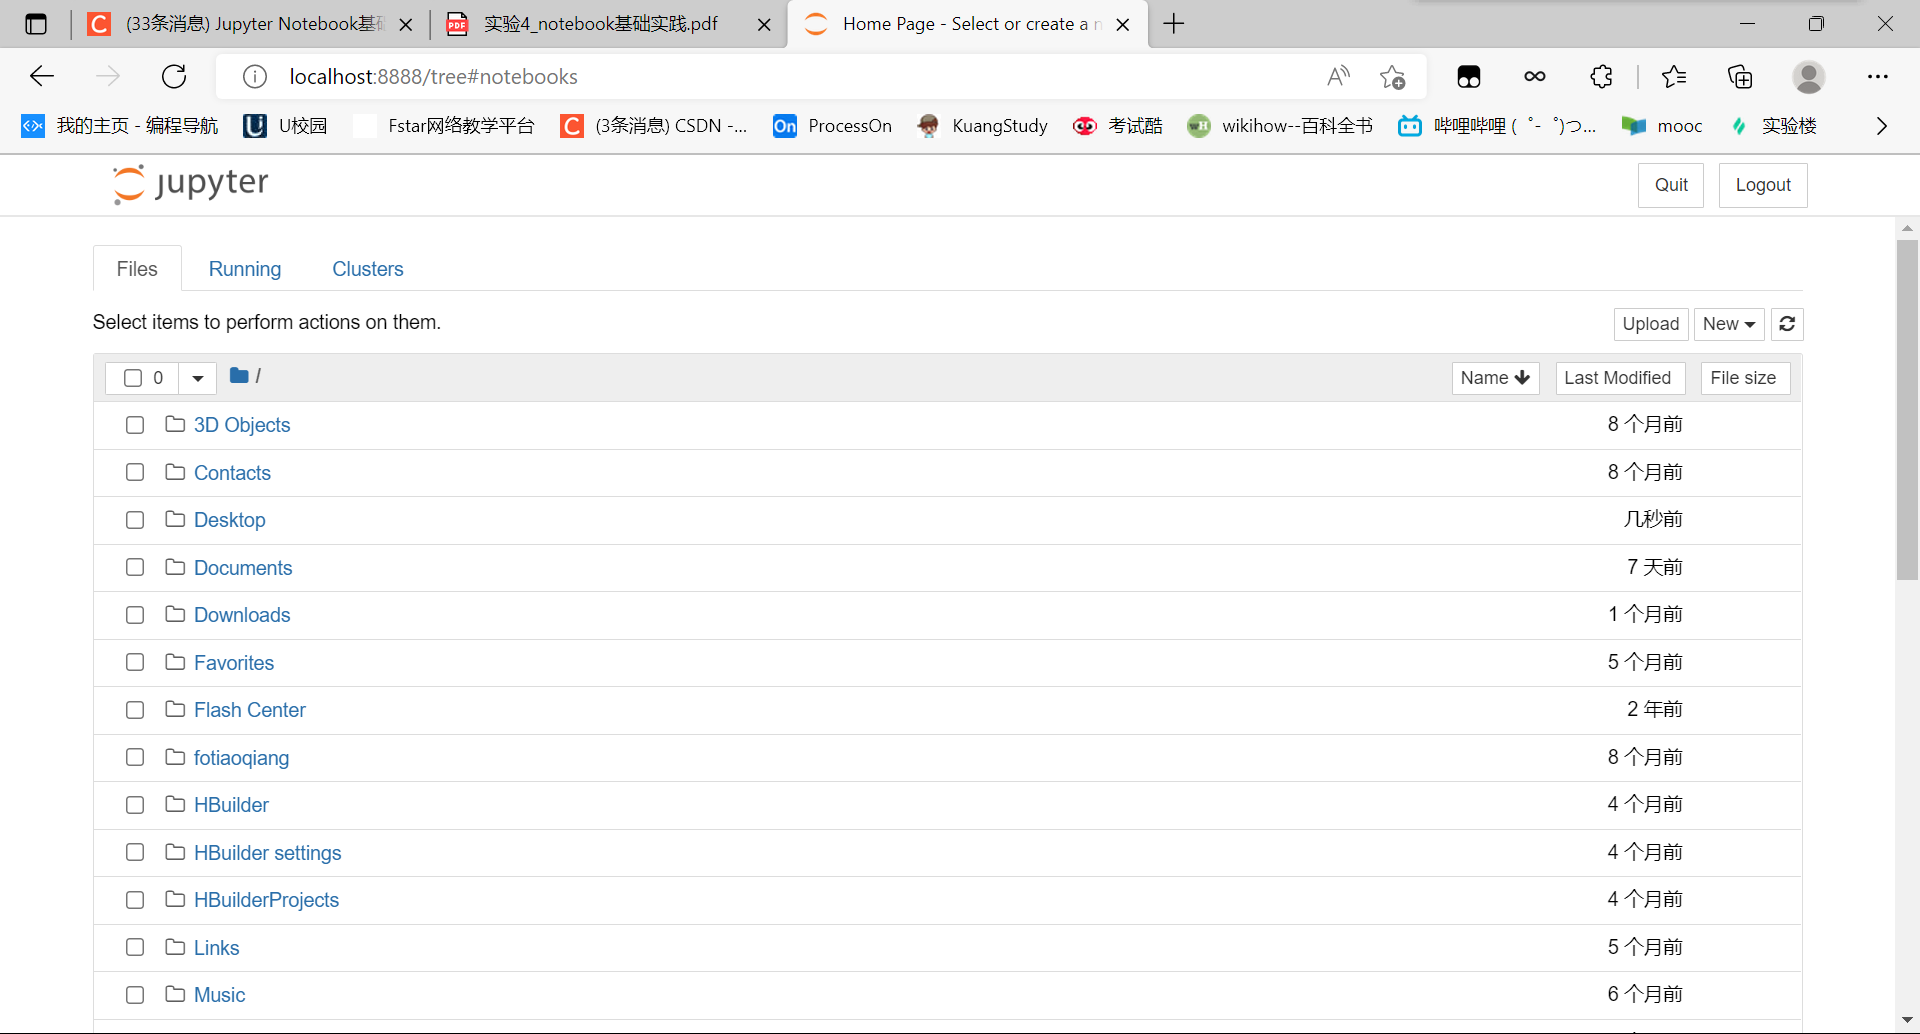 (33条消息) Jupyter Notebook基础
实验4_notebook基础实践.pdf
Home Page - Select or create a n
localhost:8888/tree#notebooks
我的主页 - 编程导航
U校园
Fstar网络教学平台
(3条消息) CSDN -...
ProcessOn
KuangStudy
考试酷
wikihow--百科全书
哔哩哔哩 ( ゜- ゜)つ...
mooc
实验楼
jupyter
Quit
Logout
Files
Running
Clusters
Select items to perform actions on them.
Upload
New
0
/
Name
Last Modified
File size
3D Objects
8 个月前
Contacts
8 个月前
Desktop
几秒前
Documents
7 天前
Downloads
1 个月前
Favorites
5 个月前
Flash Center
2 年前
fotiaoqiang
8 个月前
HBuilder
4 个月前
HBuilder settings
4 个月前
HBuilderProjects
4 个月前
Links
5 个月前
Music
6 个月前